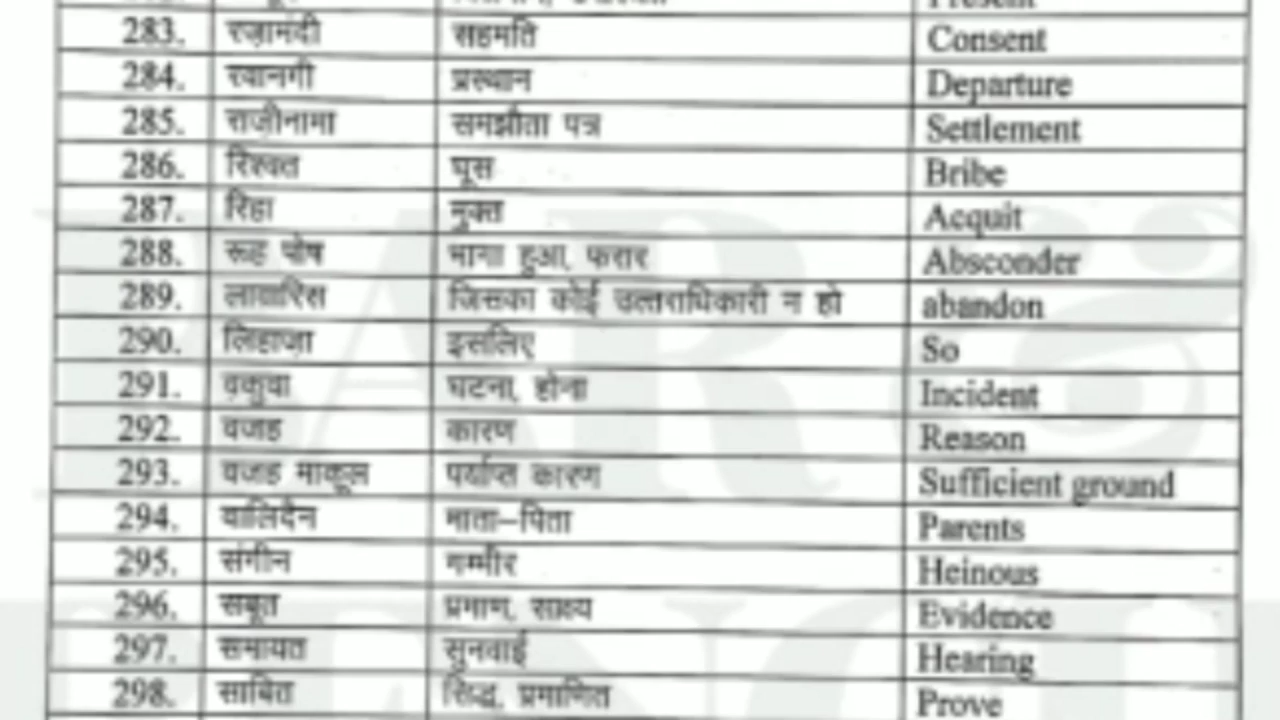 Present
283. रज़ामंदी सहमति Consent
284. रवानगी प्रस्थान Departure
285. राज़ीनामा समझौता पत्र Settlement
286. रिश्वत घूस Bribe
287. रिहा मुक्त Acquit
288. रूह पोष भागा हुआ, फरार Absconder
289. लावारिस जिसका कोई उत्तराधिकारी न हो abandon
290. लिहाज़ा इसलिए So
291. वकुवा घटना, होना Incident
292. वजह कारण Reason
293. वजह माकूल पर्याप्त कारण Sufficient ground
294. वालिदैन माता–पिता Parents
295. संगीन गम्भीर Heinous
296. सबूत प्रमाण, साक्ष्य Evidence
297. समायत सुनवाई Hearing
298. साबित सिद्ध, प्रमाणित Prove